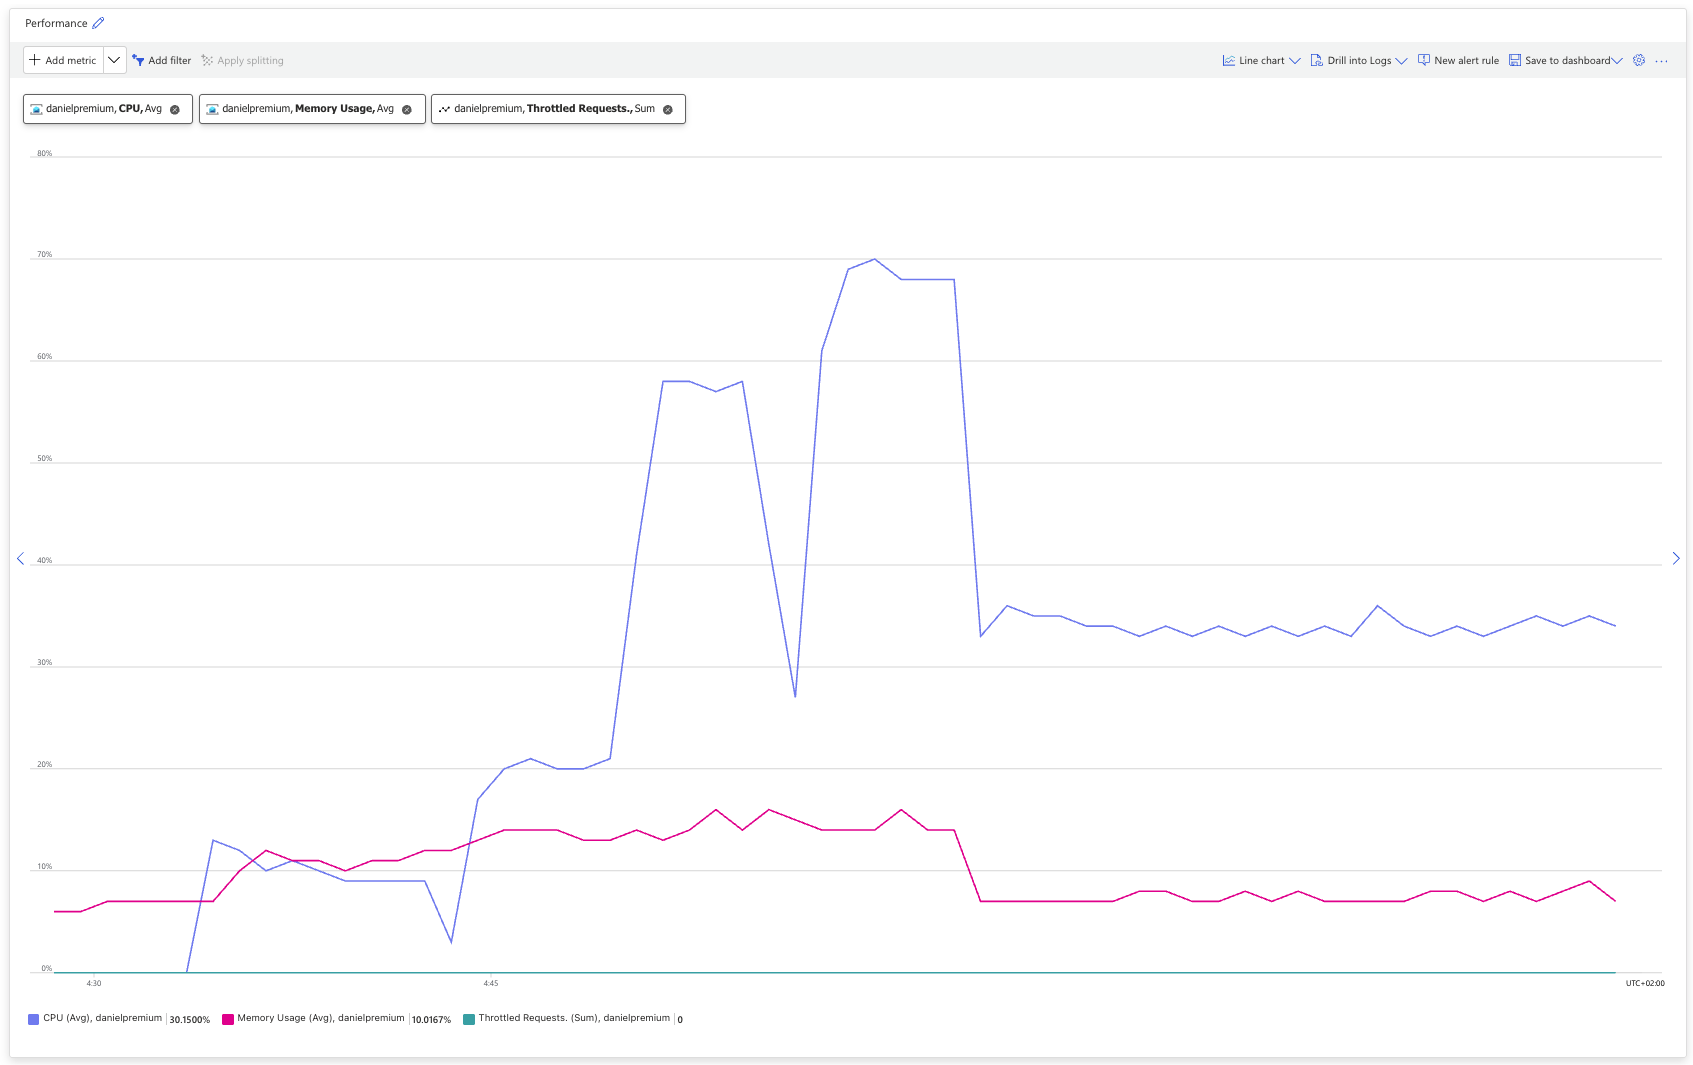 Performance
Add metric Add filter Apply splitting Line chart Drill into Logs New alert rule Save to dashboard ...
danielpremium, CPU, Avg danielpremium, Memory Usage, Avg danielpremium, Throttled Requests., Sum
80%
70%
60%
50%
40%
30%
20%
10%
0%
4:30 4:45 UTC+02:00
CPU (Avg), danielpremium 30.1500% Memory Usage (Avg), danielpremium 10.0167% Throttled Requests. (Sum), danielpremium 0